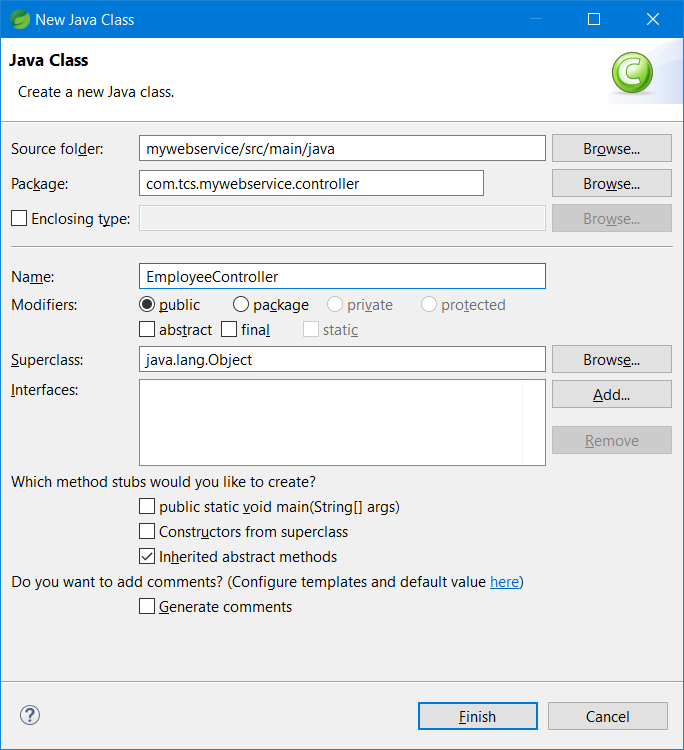 New Java Class
Java Class
Create a new Java class.
C
Source folder: mywebservice/src/main/java Browse...
Package: com.tcs.mywebservice.controller Browse...
Enclosing type: Browse...
Name: EmployeeController
Modifiers: public package private protected
abstract final static
Superclass: java.lang.Object Browse...
Interfaces: Add...
Remove
Which method stubs would you like to create?
public static void main(String[] args)
Constructors from superclass
Inherited abstract methods
Do you want to add comments? (Configure templates and default value here)
Generate comments
? Finish Cancel